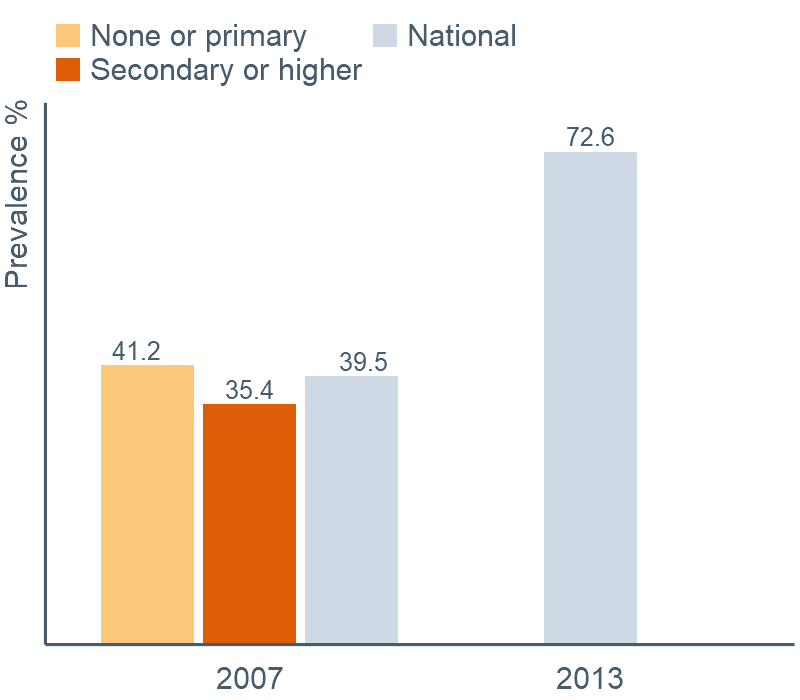 None or primary
National
Secondary or higher
Prevalence %
72.6
41.2
39.5
35.4
2007
2013